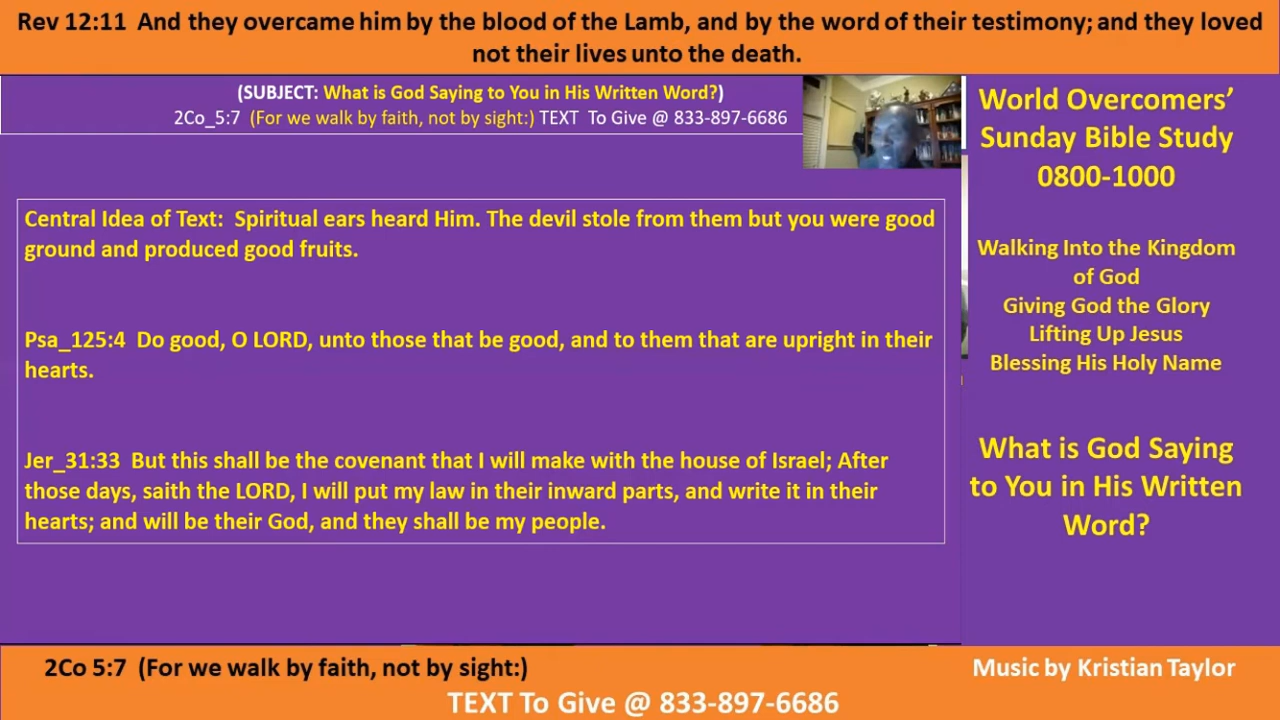 Rev 12:11 And they overcame him by the blood of the Lamb, and by the word of their testimony; and they loved
not their lives unto the death.
(SUBJECT: What is God Saying to You in His Written Word?)
2Co_5:7 (For we walk by faith, not by sight:) TEXT To Give @ 833-897-6686
Central Idea of Text: Spiritual ears heard Him. The devil stole from them but you were good
ground and produced good fruits.
Psa_125:4 Do good, O LORD, unto those that be good, and to them that are upright in their
hearts.
Jer_31:33 But this shall be the covenant that I will make with the house of Israel; After
those days, saith the LORD, I will put my law in their inward parts, and write it in their
hearts; and will be their God, and they shall be my people.
World Overcomers'
Sunday Bible Study
0800-1000
Walking Into the Kingdom
of God
Giving God the Glory
Lifting Up Jesus
Blessing His Holy Name
What is God Saying
to You in His Written
Word?
2Co 5:7 (For we walk by faith, not by sight:)
Music by Kristian Taylor
TEXT To Give @ 833-897-6686